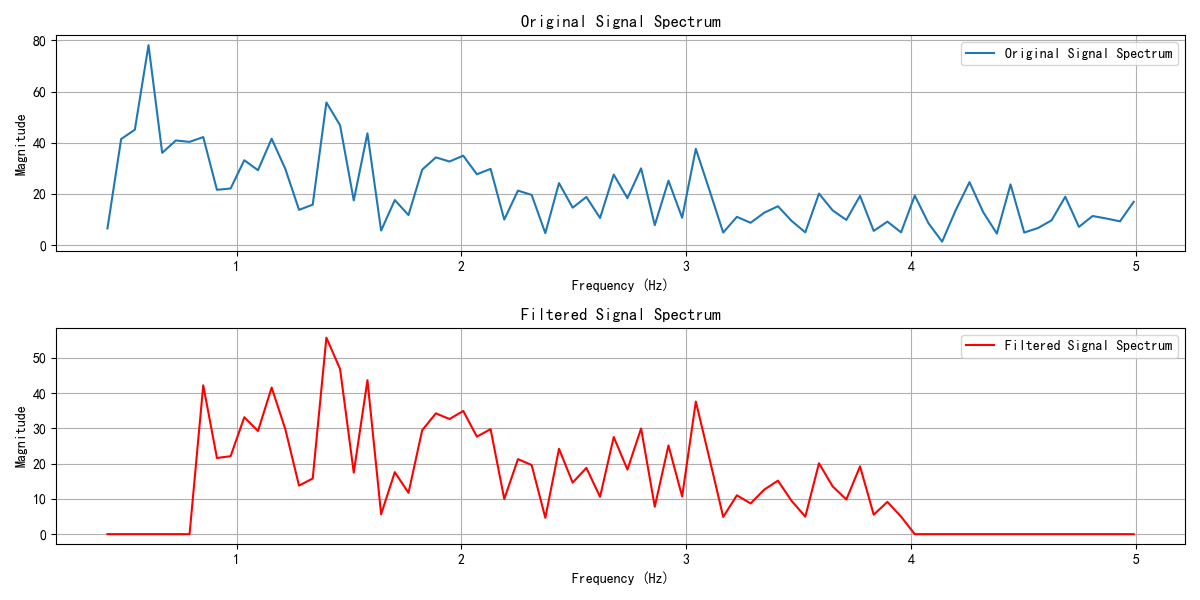 Original Signal Spectrum
80
60
40
20
0
Magnitude
Original Signal Spectrum
1
2
3
4
5
Frequency (Hz)
Filtered Signal Spectrum
50
40
30
20
10
0
Magnitude
Filtered Signal Spectrum
1
2
3
4
5
Frequency (Hz)